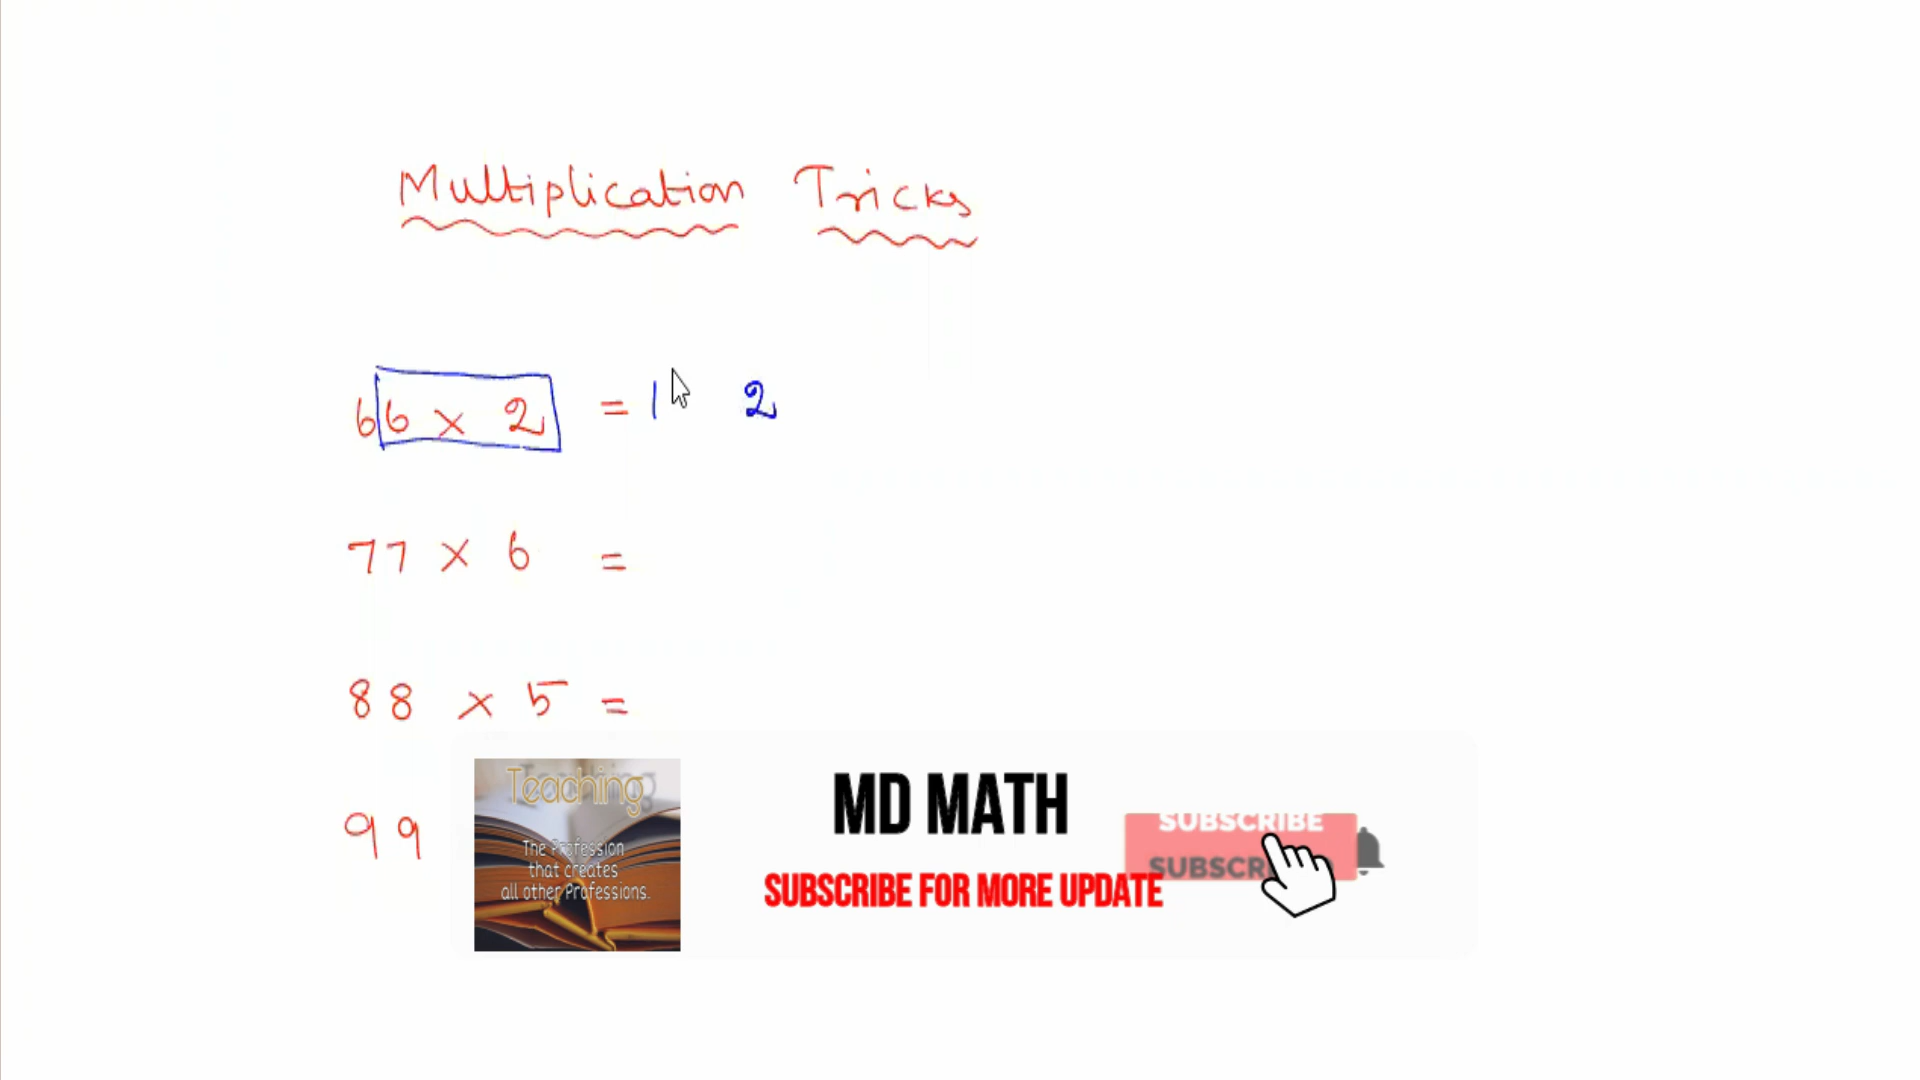 Multiplication Tricks
66 × 2 = 1 2
77 × 6 =
88 × 5 =
99
Teaching
The Profession
that creates
all other Professions.
MD MATH
SUBSCRIBE FOR MORE UPDATE
SUBSCRIBE